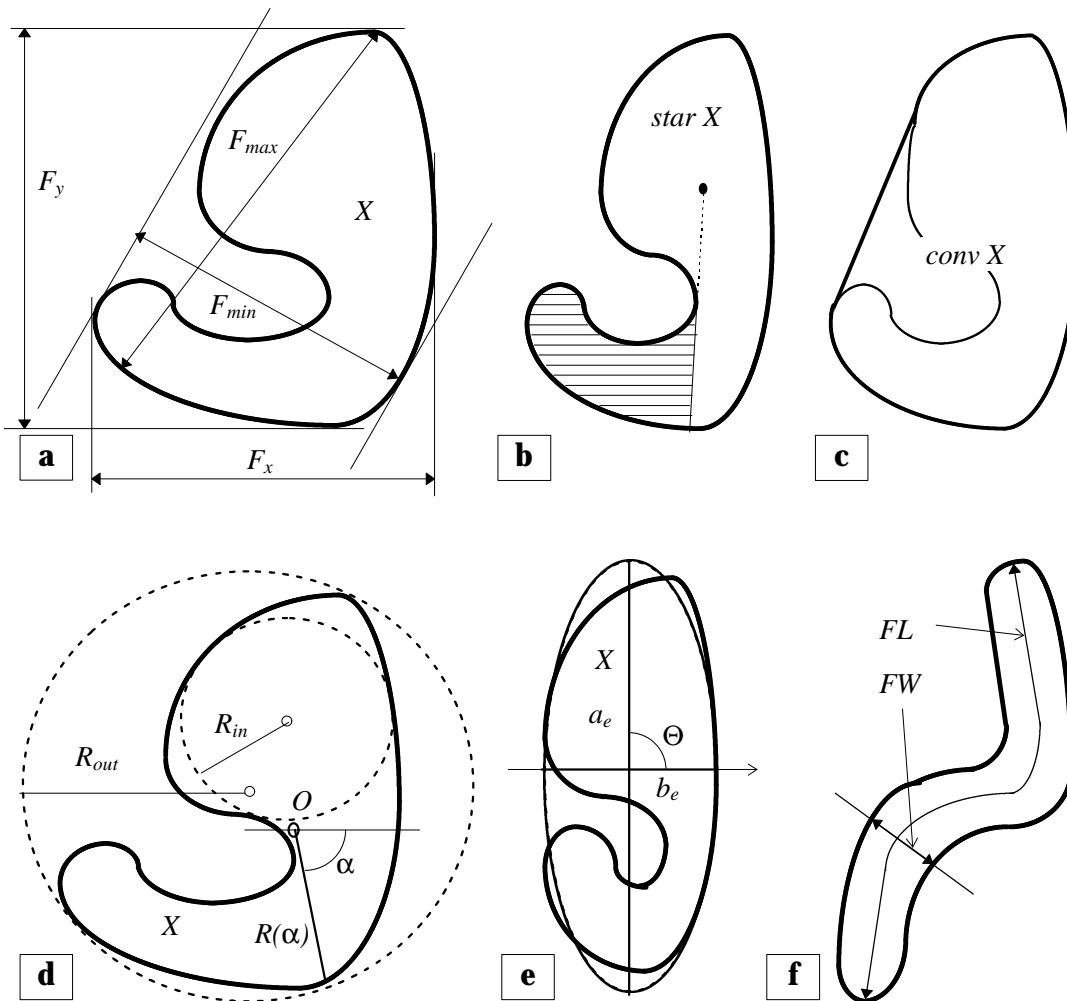 F_y
F_max
X
F_min
a
F_x
star X
b
conv X
c
R_in
R_out
O
α
X
R(α)
d
X
a_e
Θ
b_e
e
FL
FW
f